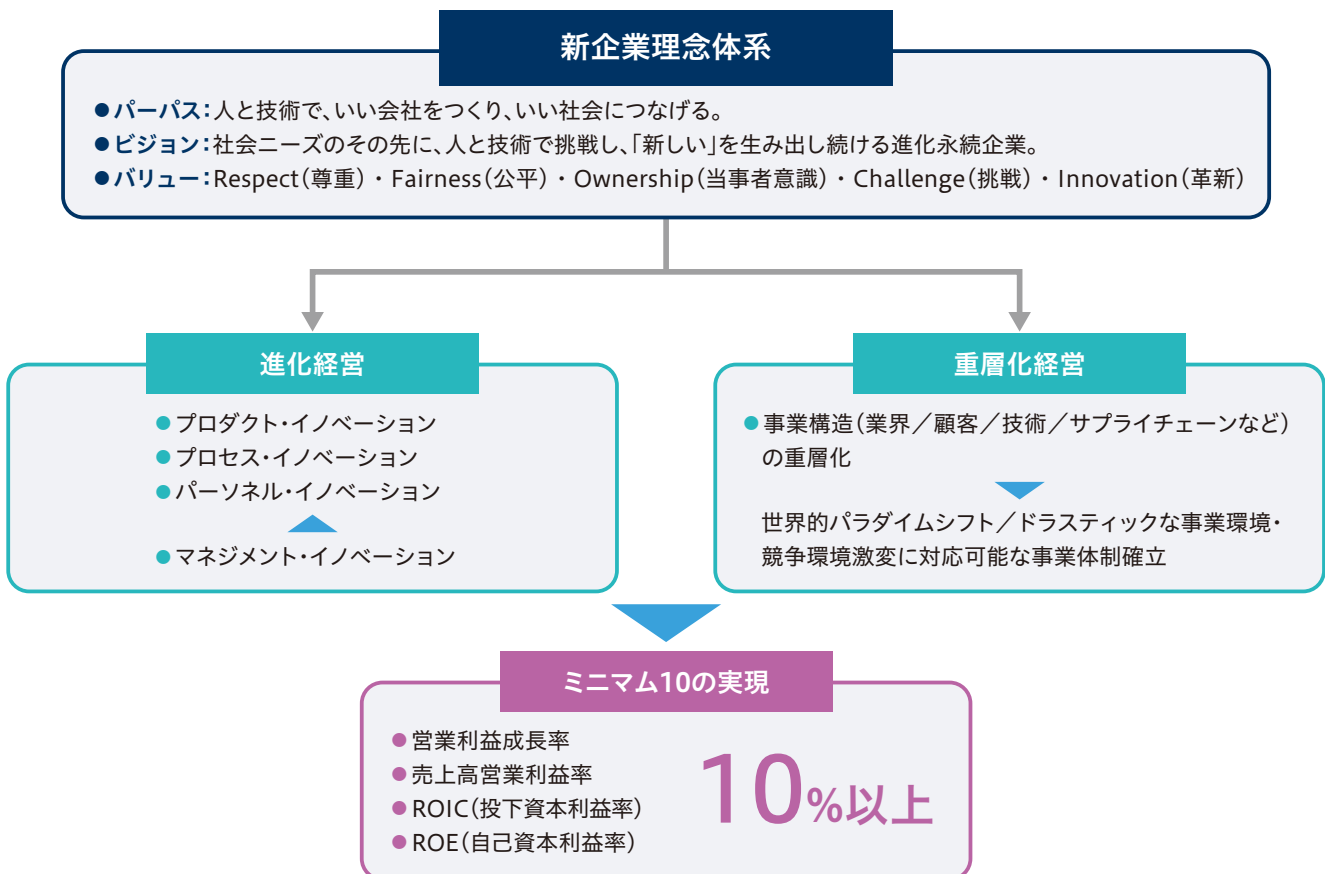 新企業理念体系
●パーパス：人と技術で、いい会社をつくり、いい社会につなげる。
●ビジョン：社会ニーズのその先に、人と技術で挑戦し、「新しい」を生み出し続ける進化永続企業。
●バリュー：Respect（尊重）・Fairness（公平）・Ownership（当事者意識）・Challenge（挑戦）・Innovation（革新）
進化経営
●プロダクト・イノベーション
●プロセス・イノベーション
●パーソネル・イノベーション
●マネジメント・イノベーション
重層化経営
●事業構造（業界／顧客／技術／サプライチェーンなど）
の重層化
世界的パラダイムシフト／ドラスティックな事業環境・
競争環境激変に対応可能な事業体制確立
ミニマム10の実現
●営業利益成長率
●売上高営業利益率
●ROIC（投下資本利益率）
●ROE（自己資本利益率）
10%以上